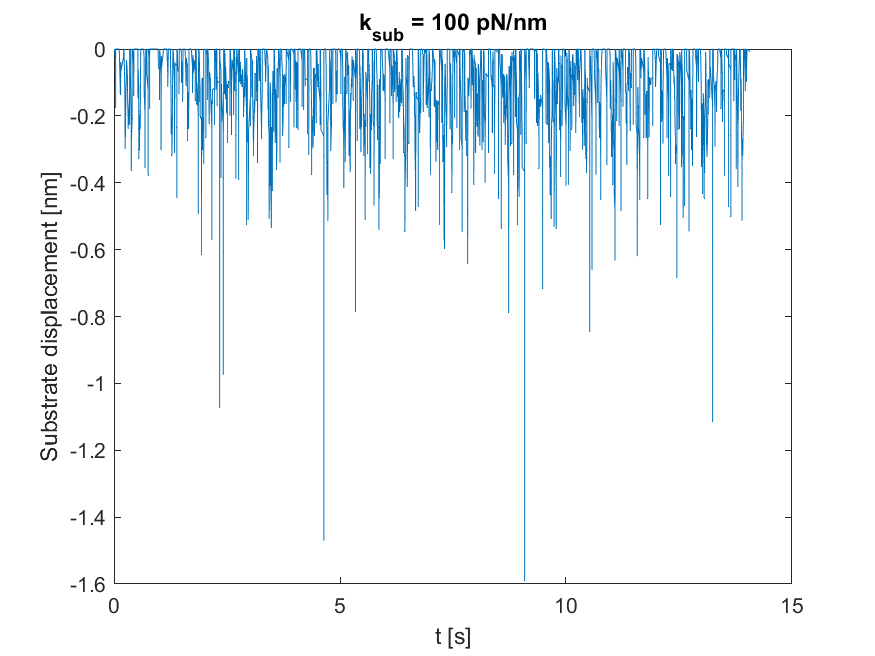 k_sub = 100 pN/nm
0
-0.2
-0.4
-0.6
-0.8
-1
-1.2
-1.4
-1.6
Substrate displacement [nm]
0 5 10 15
t [s]